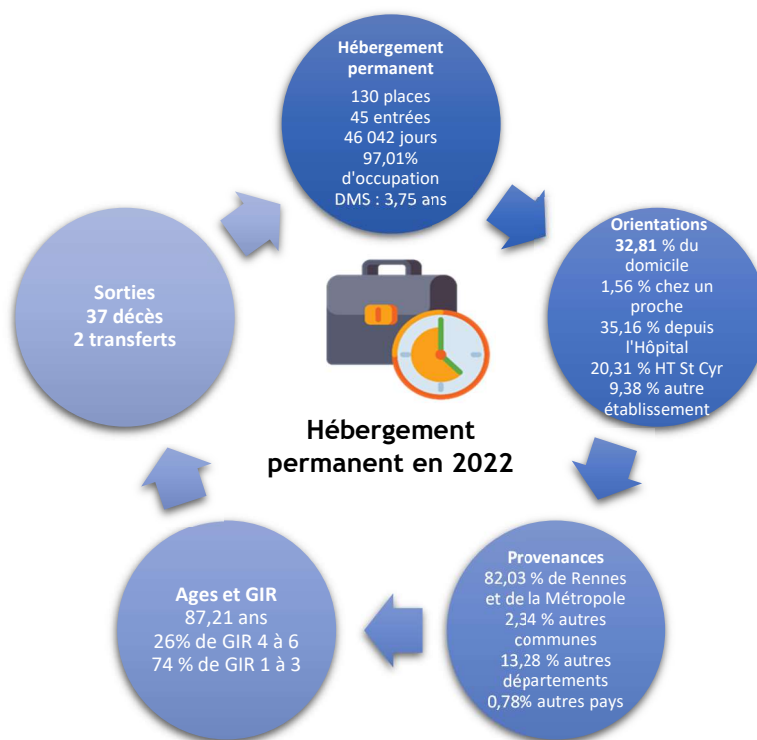 Hébergement
permanent
130 places
45 entrées
46 042 jours
97,01%
d'occupation
DMS : 3,75 ans
Orientations
32,81 % du
domicile
1,56 % chez un
proche
35,16 % depuis
l'Hôpital
20,31 % HT St Cyr
9,38 % autre
établissement
Provenances
82,03 % de Rennes
et de la Métropole
2,34 % autres
communes
13,28 % autres
départements
0,78% autres pays
Ages et GIR
87,21 ans
26% de GIR 4 à 6
74 % de GIR 1 à 3
Sorties
37 décès
2 transferts
Hébergement
permanent en 2022